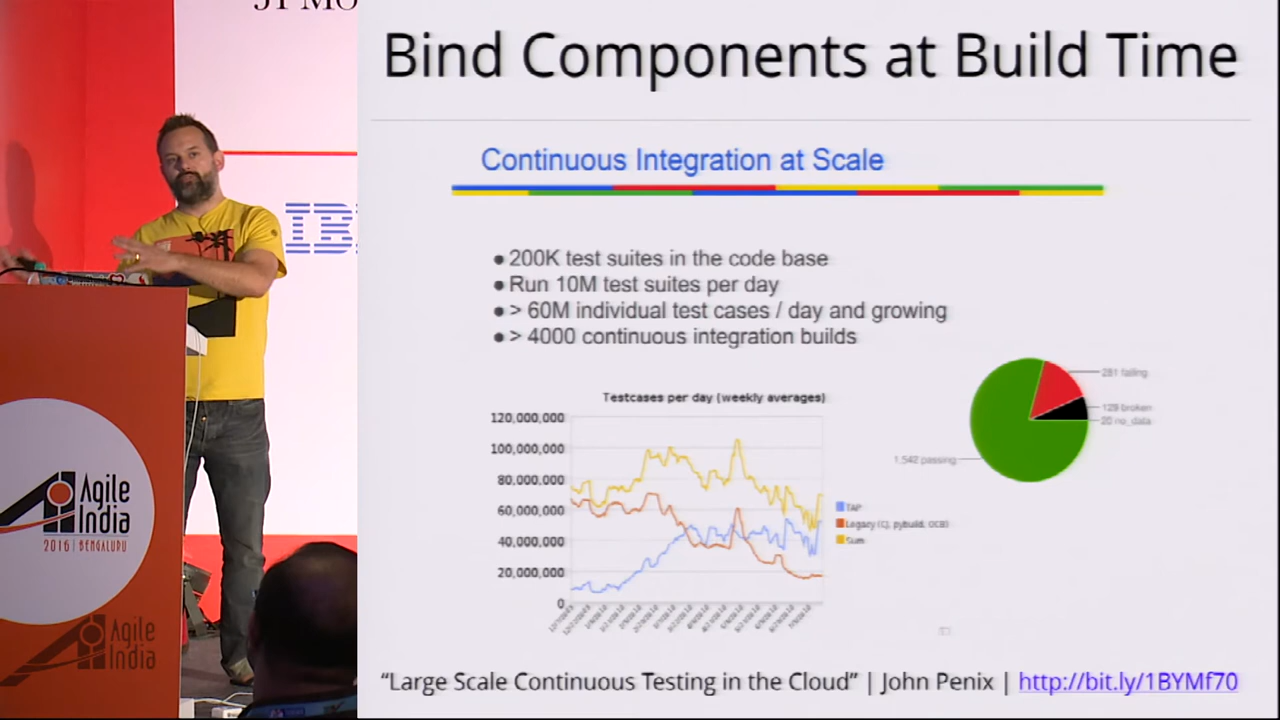 Bind Components at Build Time
Continuous Integration at Scale
• 200K test suites in the code base
• Run 10M test suites per day
• > 60M individual test cases / day and growing
• > 4000 continuous integration builds
Testcases per day (weekly averages)
120,000,000
100,000,000
80,000,000
60,000,000
40,000,000
20,000,000
0
TAP
Legacy (CJ, pybuild, OCB)
Sum
281 failing
128 broken
20 no_data
1,542 passing
“Large Scale Continuous Testing in the Cloud” | John Penix | http://bit.ly/1BYMf70
IB
Agile
India
2016 | BENGALURU
Agile
India